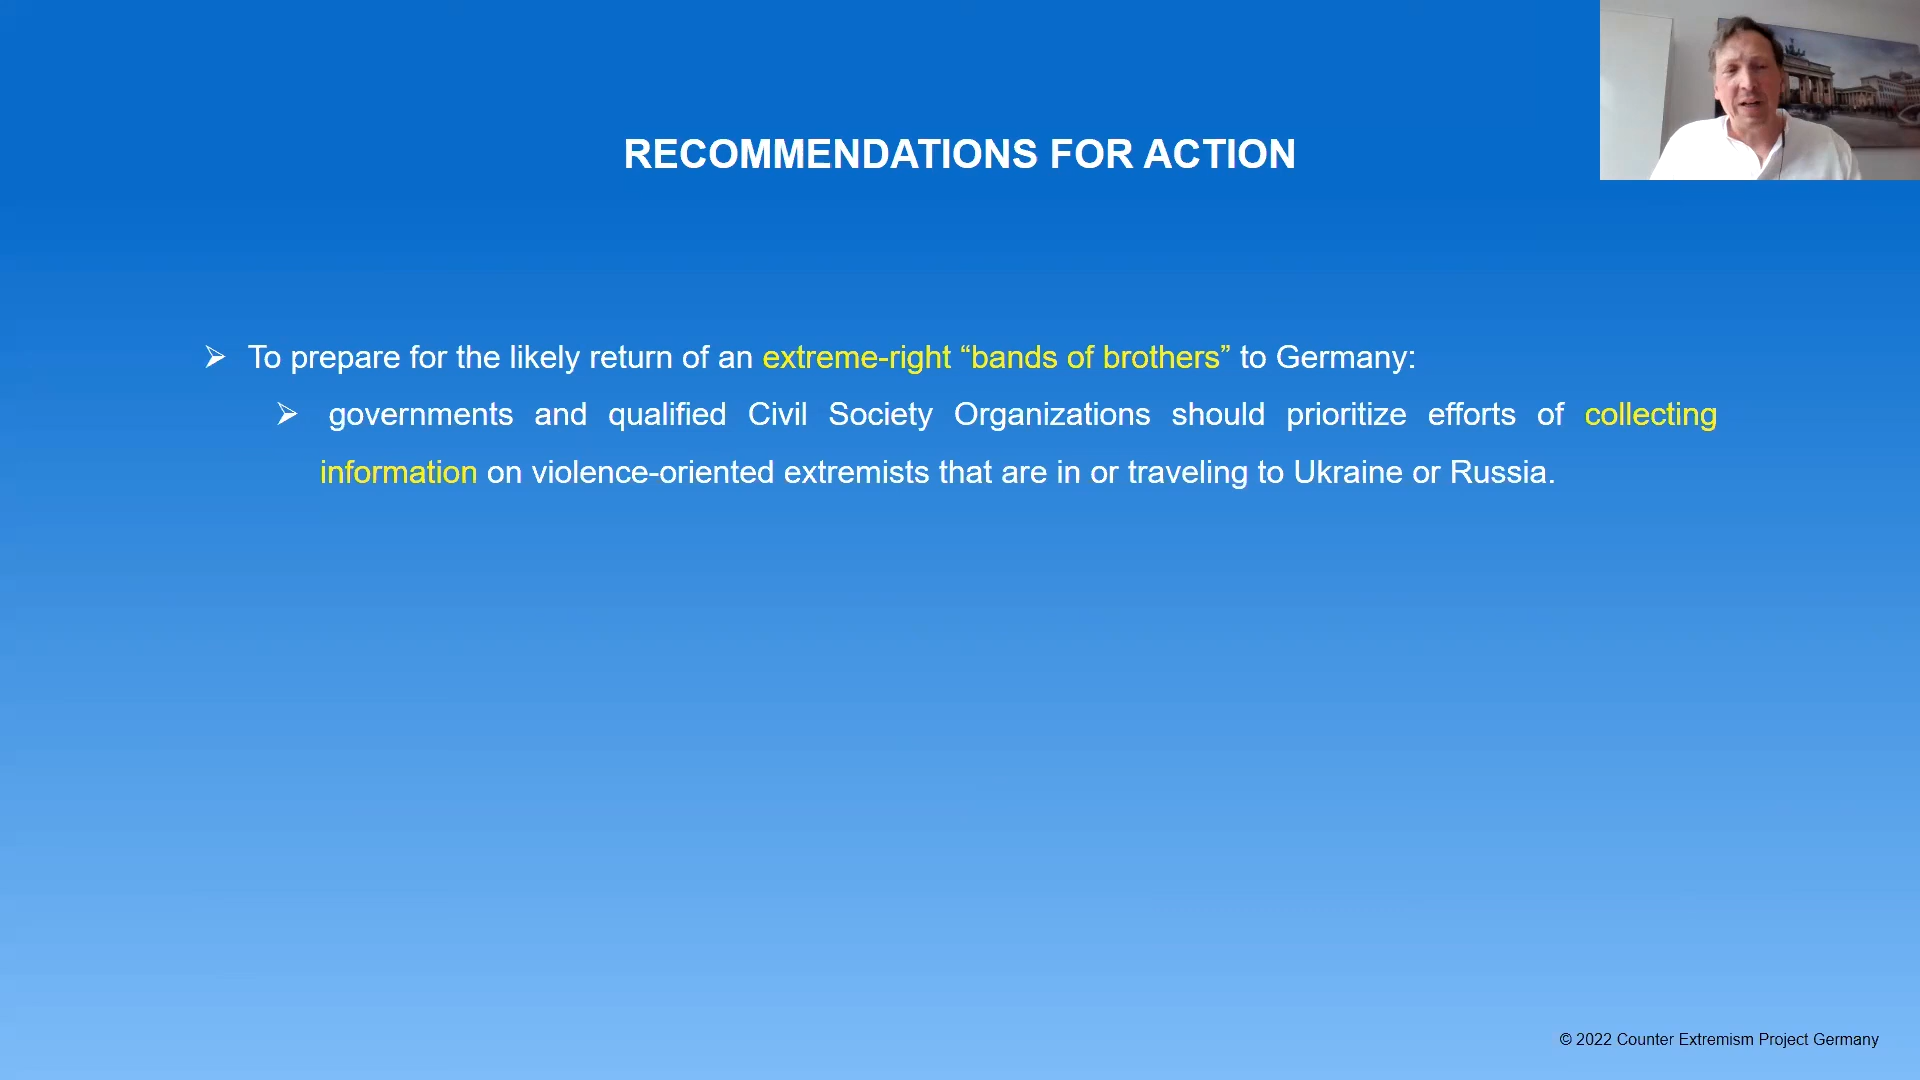 RECOMMENDATIONS FOR ACTION
➢ To prepare for the likely return of an extreme-right “bands of brothers” to Germany:
➢ governments and qualified Civil Society Organizations should prioritize efforts of collecting
information on violence-oriented extremists that are in or traveling to Ukraine or Russia.
© 2022 Counter Extremism Project Germany